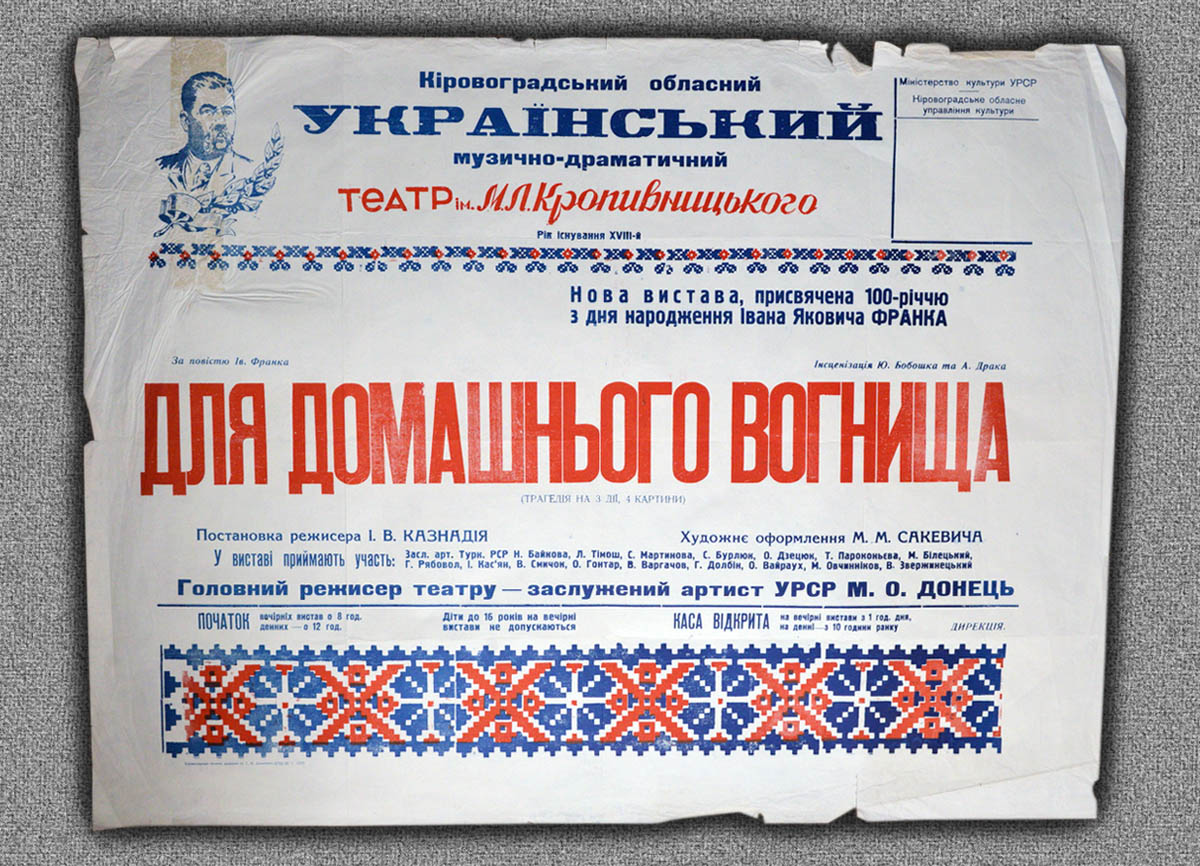 Кіровоградський обласний
УКРАЇНСЬКИЙ
музично-драматичний
ТЕАТР ім. М.Л.Кропивницького
Рік існування XVIII-й
Міністерство культури УРСР
Кіровоградське обласне
управління культури
Нова вистава, присвячена 100-річчю
з дня народження Івана Яковича ФРАНКА
За повістю Ів. Франка
Інсценізація Ю. Бобошка та А. Драка
ДЛЯ ДОМАШНЬОГО ВОГНИЩА
(ТРАГЕДІЯ НА 3 ДІЇ, 4 КАРТИНИ)
Постановка режисера І. В. КАЗНАДІЯ
Художнє оформлення М. М. САКЕВИЧА
У виставі приймають участь:
Засл. арт. Турк. РСР Н. Байкова, Л. Тімош, С. Мартинова, С. Бурлюк, О. Дзецюк, Т. Пароконьєва, М. Білецький,
Г. Рябовол, І. Кас'ян, В. Смичок, О. Гонтар, В. Варгачов, Г. Долбін, О. Вайраух, М. Овчинніков, В. Звержинецький
Головний режисер театру — заслужений артист УРСР М. О. ДОНЕЦЬ
ПОЧАТОК вечірніх вистав о 8 год.
денних — о 12 год.
Діти до 16 років на вечірні
вистави не допускаються
КАСА ВІДКРИТА на вечірні вистави з 1 год. дня,
на денні — з 10 години ранку
ДИРЕКЦІЯ.